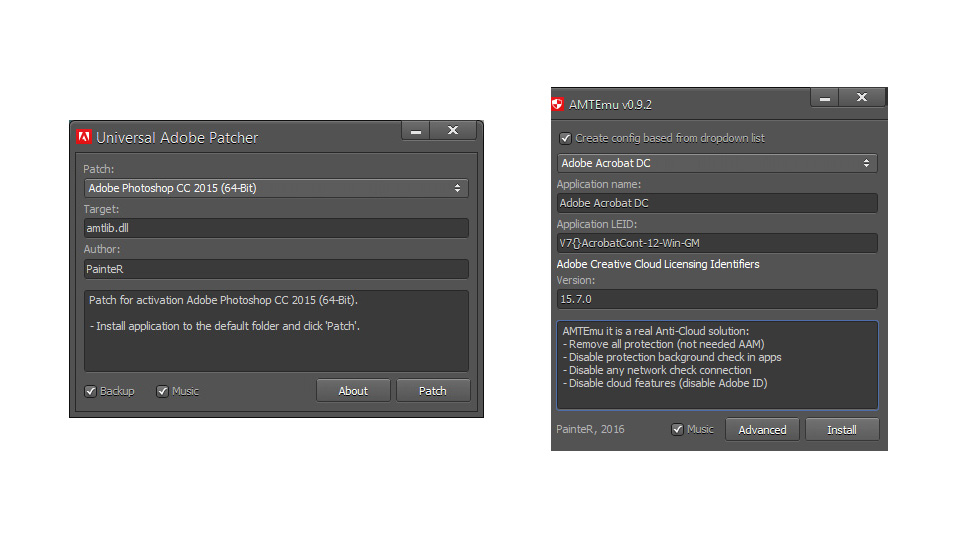 Universal Adobe Patcher
Patch:
Adobe Photoshop CC 2015 (64-Bit)
Target:
amtlib.dll
Author:
PainteR
Patch for activation Adobe Photoshop CC 2015 (64-Bit).
- Install application to the default folder and click 'Patch'.
Backup
Music
About
Patch
AMTEmu v0.9.2
Create config based from dropdown list
Adobe Acrobat DC
Application name:
Adobe Acrobat DC
Application LEID:
V7{}AcrobatCont-12-Win-GM
Adobe Creative Cloud Licensing Identifiers
Version:
15.7.0
AMTEmu it is a real Anti-Cloud solution:
- Remove all protection (not needed AAM)
- Disable protection background check in apps
- Disable any network check connection
- Disable cloud features (disable Adobe ID)
PainteR, 2016
Music
Advanced
Install